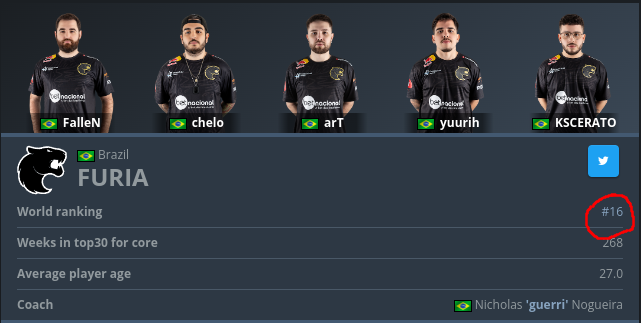 FalleN chelo arT yuurih KSCERATO
Brazil
FURIA
World ranking #16
Weeks in top30 for core 268
Average player age 27.0
Coach Nicholas 'guerri' Nogueira